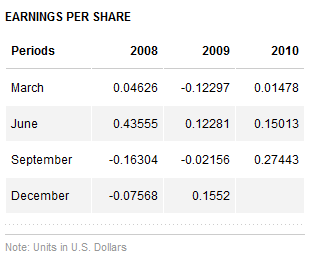 EARNINGS PER SHARE
Periods 2008 2009 2010
March 0.04626 -0.12297 0.01478
June 0.43555 0.12281 0.15013
September -0.16304 -0.02156 0.27443
December -0.07568 0.1552
Note: Units in U.S. Dollars